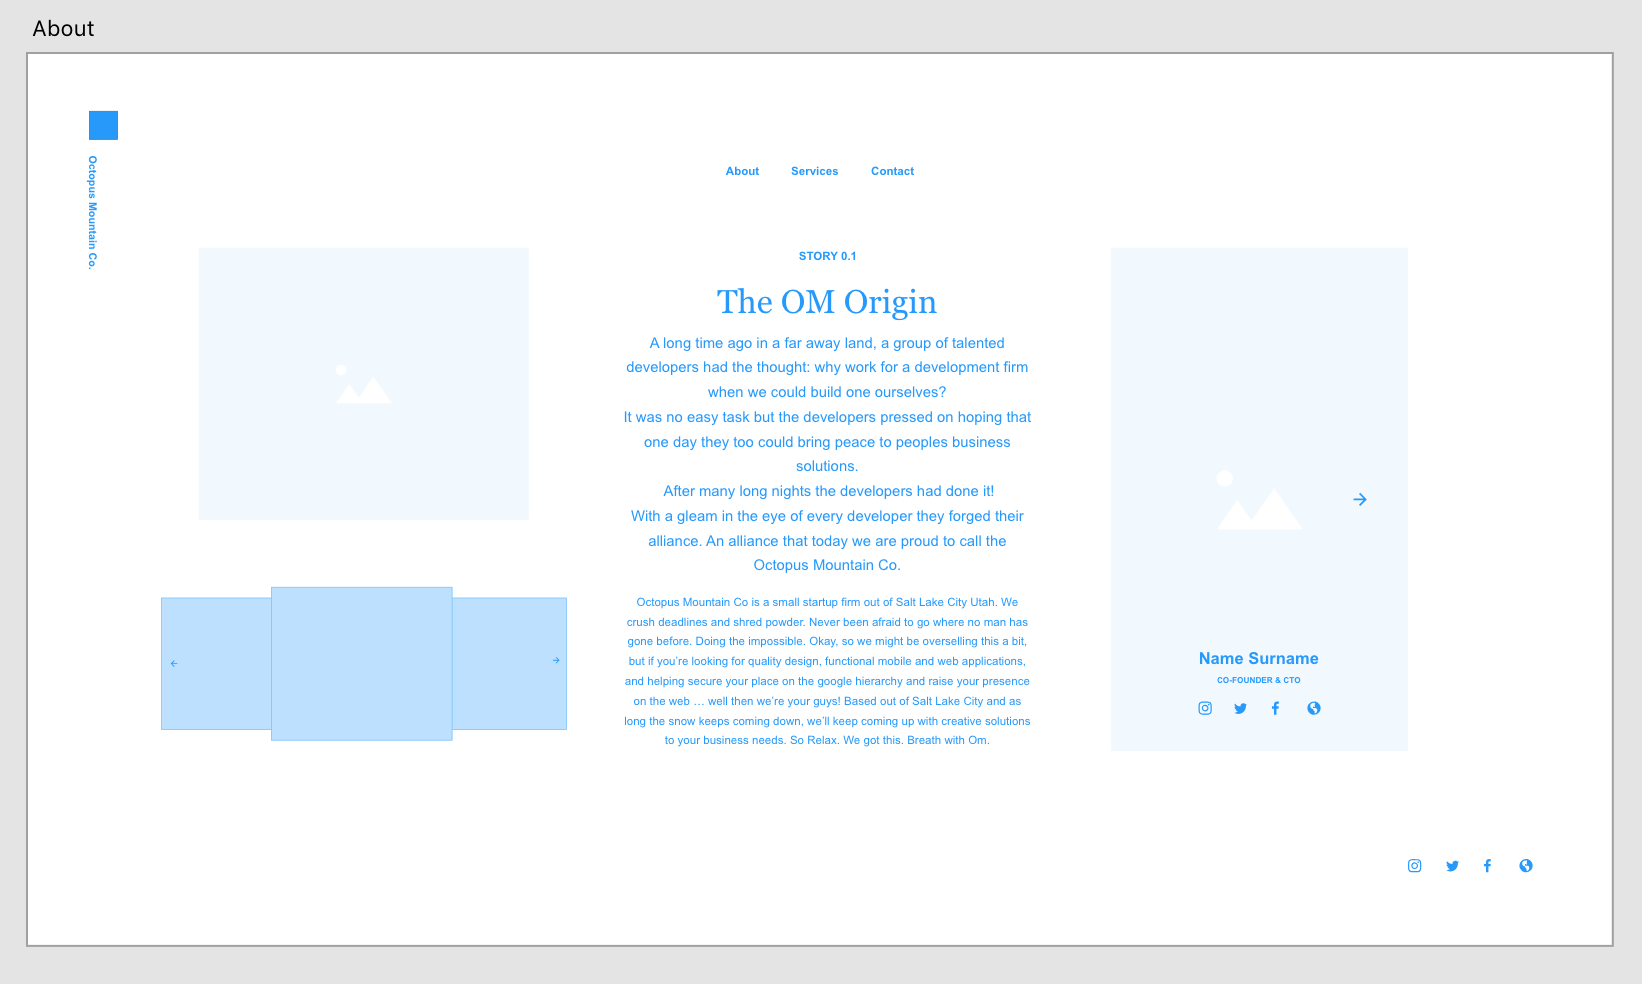 About
Octopus Mountain Co.
About Services Contact
STORY 0.1
The OM Origin
A long time ago in a far away land, a group of talented
developers had the thought: why work for a development firm
when we could build one ourselves?
It was no easy task but the developers pressed on hoping that
one day they too could bring peace to peoples business
solutions.
After many long nights the developers had done it!
With a gleam in the eye of every developer they forged their
alliance. An alliance that today we are proud to call the
Octopus Mountain Co.
Octopus Mountain Co is a small startup firm out of Salt Lake City Utah. We
crush deadlines and shred powder. Never been afraid to go where no man has
gone before. Doing the impossible. Okay, so we might be overselling this a bit,
but if you’re looking for quality design, functional mobile and web applications,
and helping secure your place on the google hierarchy and raise your presence
on the web … well then we’re your guys! Based out of Salt Lake City and as
long the snow keeps coming down, we’ll keep coming up with creative solutions
to your business needs. So Relax. We got this. Breath with Om.
Name Surname
CO-FOUNDER & CTO